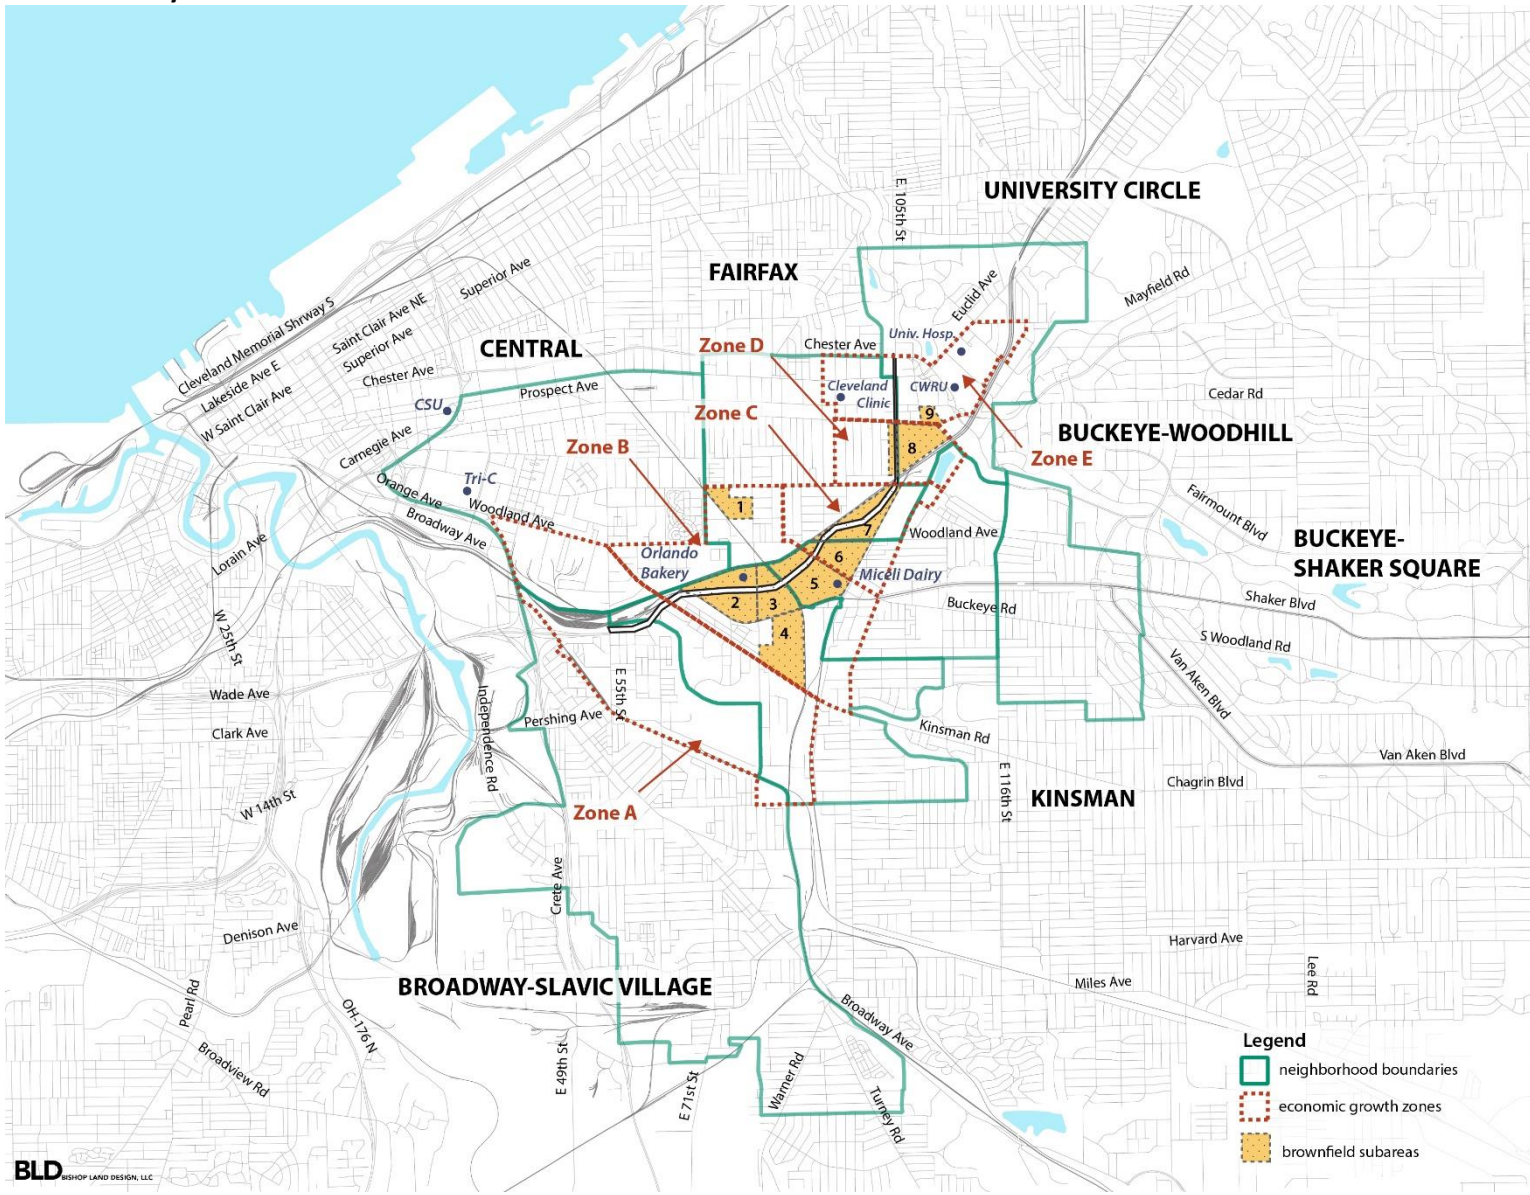 UNIVERSITY CIRCLE
E. 105th St
FAIRFAX
Superior Ave
Mayfield Rd
Euclid Ave
Cleveland Memorial Shrway S
Saint Clair Ave NE
Superior Ave
Lakeside Ave E
W Saint Clair Ave
Chester Ave
CENTRAL
Zone D
Chester Ave
Univ. Hosp.
Prospect Ave
Cleveland
Clinic
CWRU
Cedar Rd
CSU
Carnegie Ave
Zone C
9
8
BUCKEYE-WOODHILL
Zone E
Zone B
Tri-C
Orange Ave
Woodland Ave
Broadway Ave
1
7
Woodland Ave
Fairmount Blvd
BUCKEYE-
SHAKER SQUARE
Lorain Ave
Orlando
Bakery
6
5
Miceli Dairy
2
3
4
Buckeye Rd
Shaker Blvd
S Woodland Rd
W 25th St
Wade Ave
Clark Ave
Independence Rd
E 55th St
Pershing Ave
Van Aken Blvd
Kinsman Rd
Van Aken Blvd
W 14th St
Zone A
E 116th St
KINSMAN
Chagrin Blvd
Crete Ave
Denison Ave
Harvard Ave
Lee Rd
Miles Ave
BROADWAY-SLAVIC VILLAGE
Pearl Rd
OH-176 N
Broadview Rd
E 49th St
E 71st St
Warner Rd
Broadway Ave
Turney Rd
Legend
neighborhood boundaries
economic growth zones
brownfield subareas
BLD BISHOP LAND DESIGN, LLC